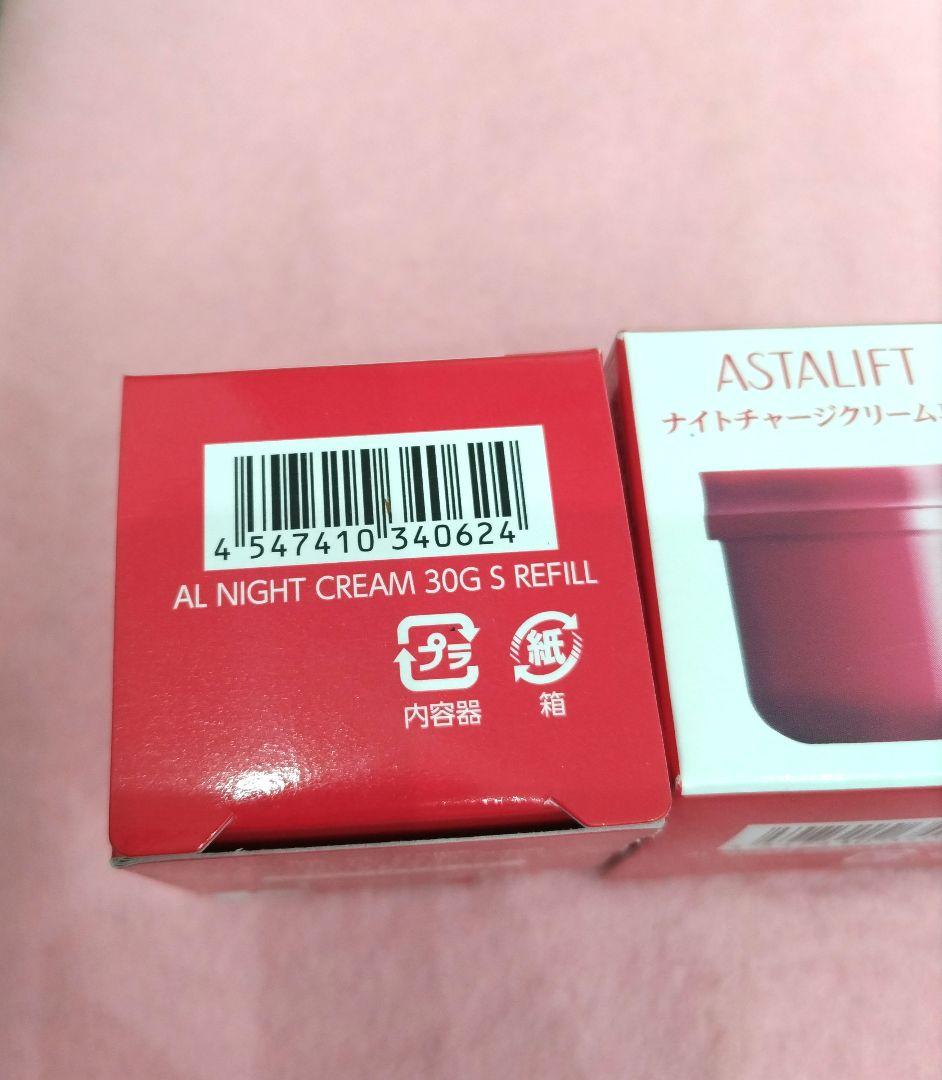 4 547410 340624
AL NIGHT CREAM 30G S REFILL
プラ
内容器
紙
箱
ASTALIFT
ナイトチャージクリーム